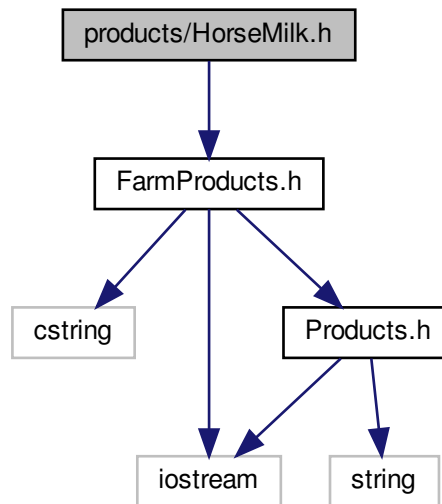 products/HorseMilk.h
FarmProducts.h
cstring
Products.h
iostream
string